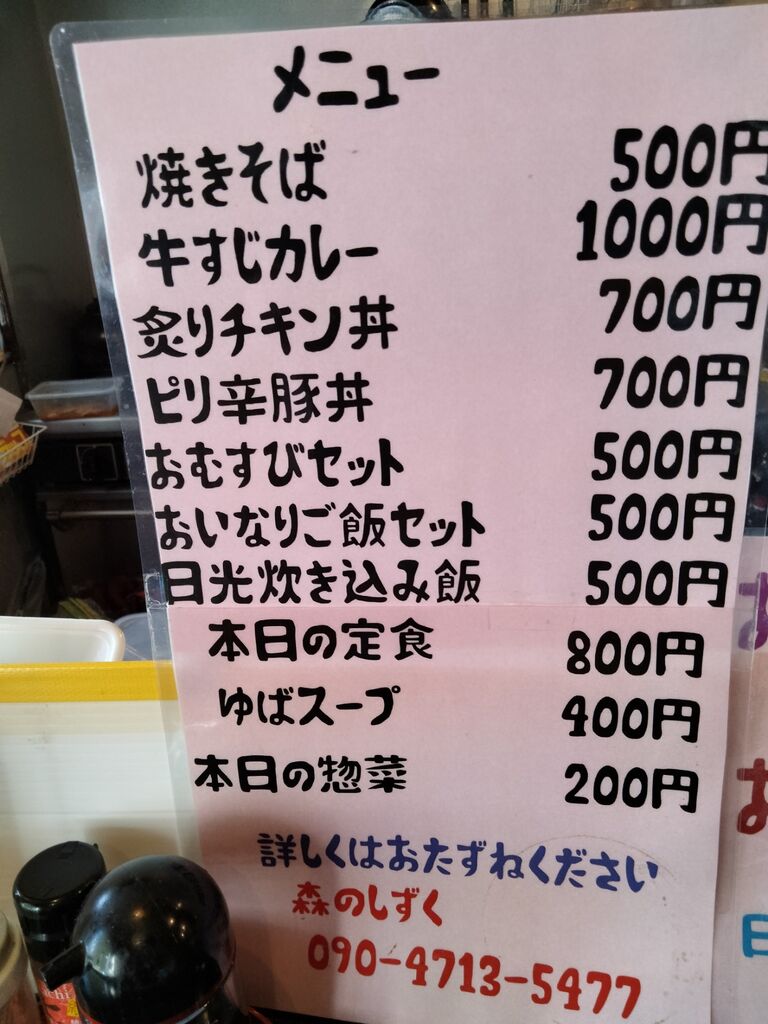 メニュー
焼きそば 500円
牛すじカレー 1000円
炙りチキン丼 700円
ピリ辛豚丼 700円
おむすびセット 500円
おいなりご飯セット 500円
日光炊き込み飯 500円
本日の定食 800円
ゆばスープ 400円
本日の惣菜 200円
詳しくはおたずねください
森のしずく
090-4713-5477